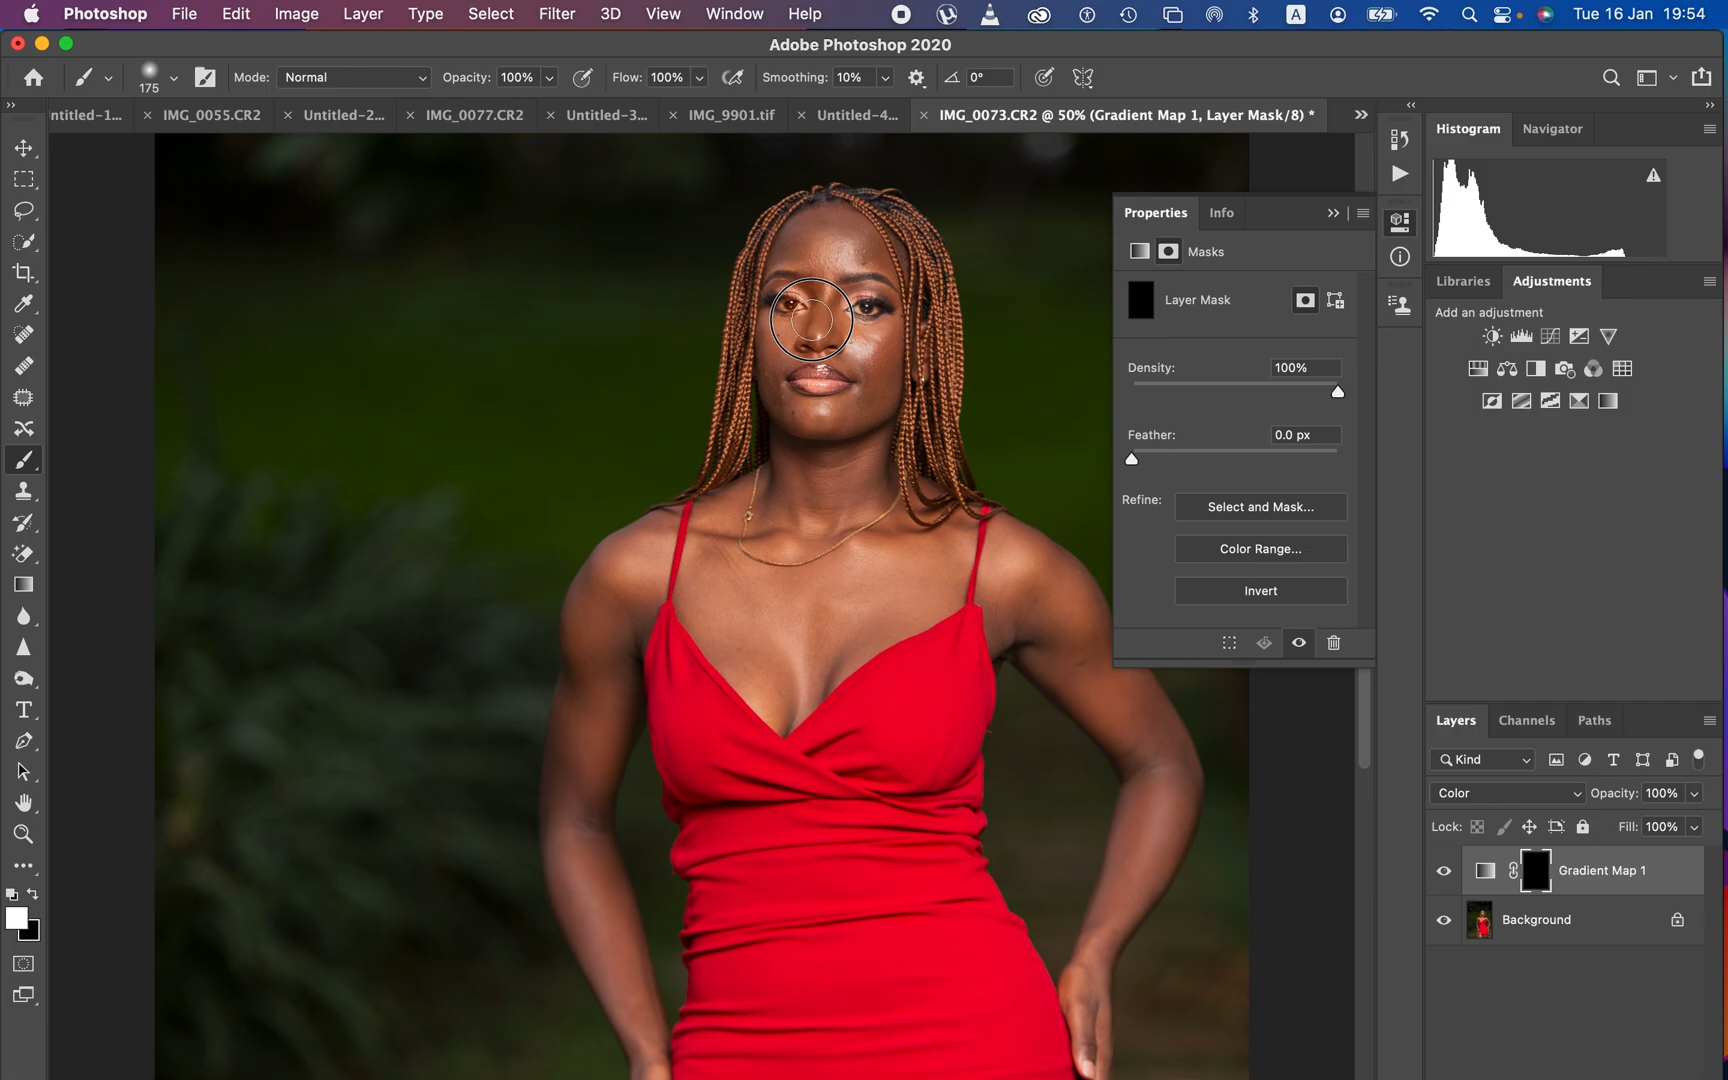 Photoshop File Edit Image Layer Type Select Filter 3D View Window Help A Tue 16 Jan 19:54
Adobe Photoshop 2020
175 Mode: Normal Opacity: 100% Flow: 100% Smoothing: 10% 0°
ntitled-1... × IMG_0055.CR2 × Untitled-2... × IMG_0077.CR2 × Untitled-3... × IMG_9901.tif × Untitled-4... × IMG_0073.CR2 @ 50% (Gradient Map 1, Layer Mask/8) *
Histogram Navigator
Properties Info
Masks
Layer Mask
Density: 100%
Feather: 0.0 px
Refine: Select and Mask...
Color Range...
Invert
Libraries Adjustments
Add an adjustment
Layers Channels Paths
Kind
Color Opacity: 100%
Lock: Fill: 100%
Gradient Map 1
Background